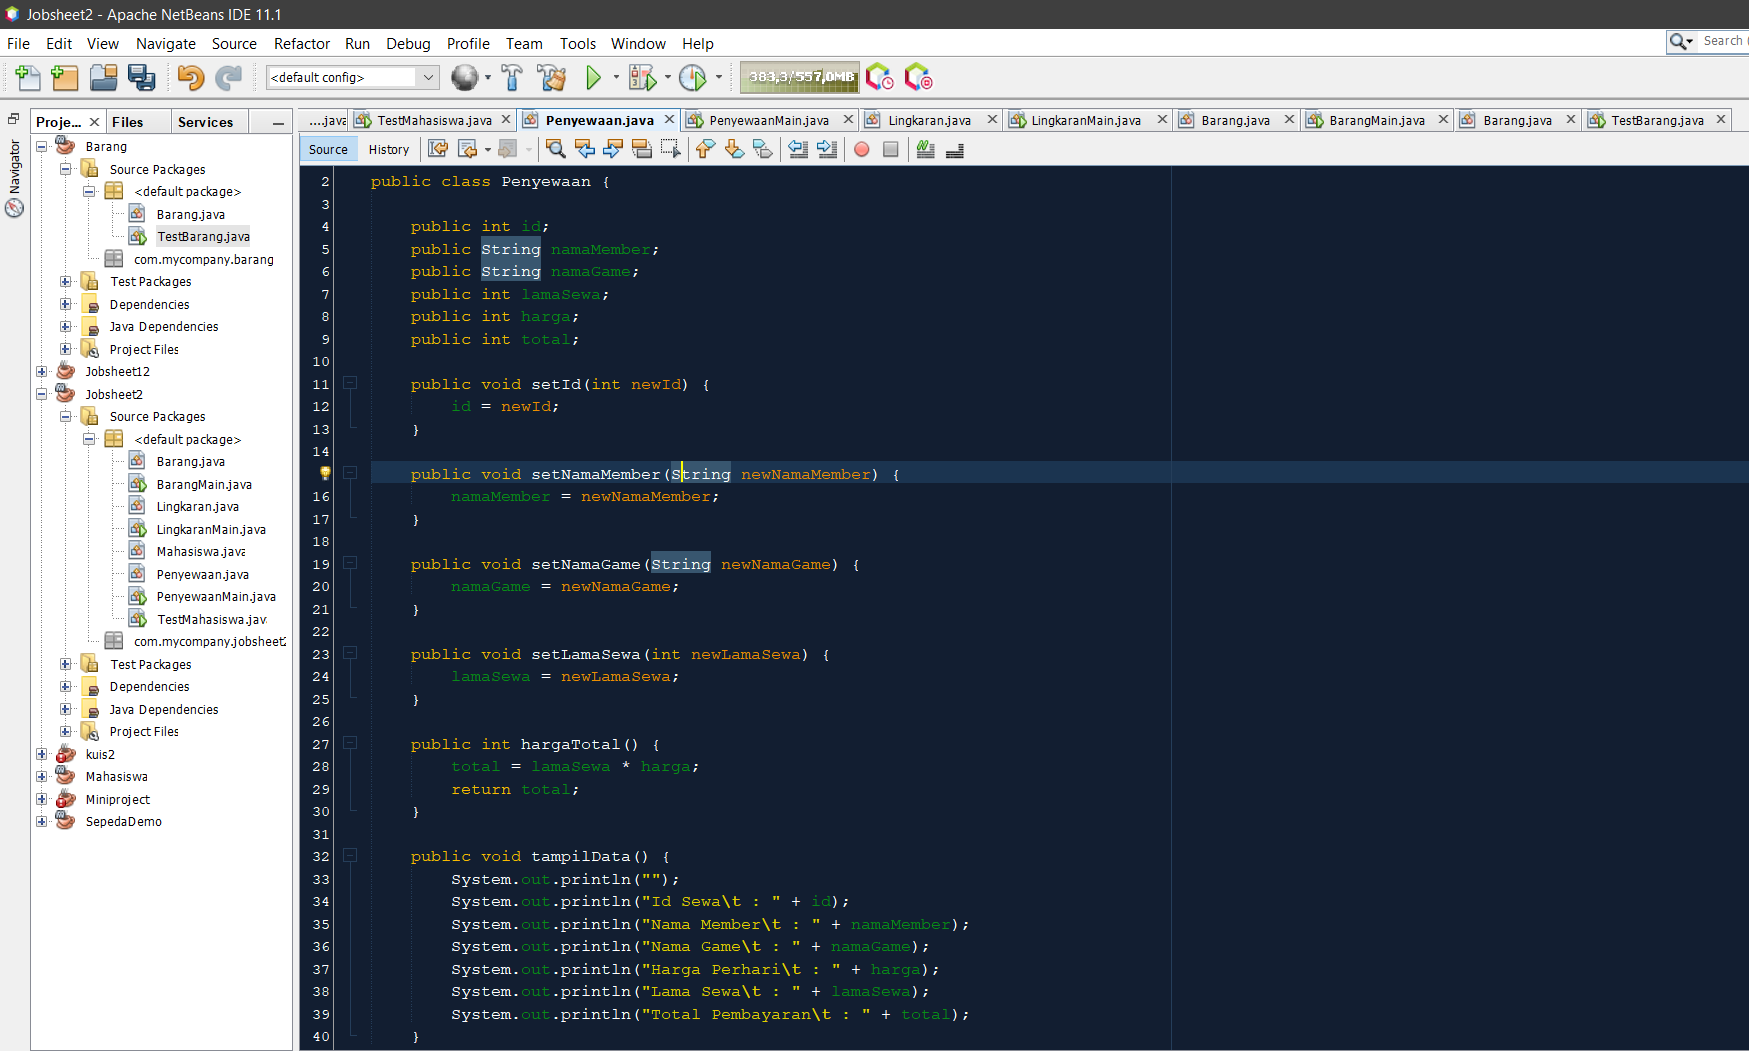 Jobsheet2 - Apache NetBeans IDE 11.1
File Edit View Navigate Source Refactor Run Debug Profile Team Tools Window Help
Search (
<default config>
383,3/557,0MB
Proje... Files Services
....java TestMahasiswa.java Penyewaan.java PenyewaanMain.java Lingkaran.java LingkaranMain.java Barang.java BarangMain.java Barang.java TestBarang.java
Source History
Navigator
Barang
Source Packages
<default package>
Barang.java
TestBarang.java
com.mycompany.barang
Test Packages
Dependencies
Java Dependencies
Project Files
Jobsheet12
Jobsheet2
Source Packages
<default package>
Barang.java
BarangMain.java
Lingkaran.java
LingkaranMain.java
Mahasiswa.java
Penyewaan.java
PenyewaanMain.java
TestMahasiswa.jav
com.mycompany.jobsheet2
Test Packages
Dependencies
Java Dependencies
Project Files
kuis2
Mahasiswa
Miniproject
SepedaDemo
2 public class Penyewaan {
3
4 public int id;
5 public String namaMember;
6 public String namaGame;
7 public int lamaSewa;
8 public int harga;
9 public int total;
10
11 public void setId(int newId) {
12 id = newId;
13 }
14
public void setNamaMember(String newNamaMember) {
16 namaMember = newNamaMember;
17 }
18
19 public void setNamaGame(String newNamaGame) {
20 namaGame = newNamaGame;
21 }
22
23 public void setLamaSewa(int newLamaSewa) {
24 lamaSewa = newLamaSewa;
25 }
26
27 public int hargaTotal() {
28 total = lamaSewa * harga;
29 return total;
30 }
31
32 public void tampilData() {
33 System.out.println("");
34 System.out.println("Id Sewa\t : " + id);
35 System.out.println("Nama Member\t : " + namaMember);
36 System.out.println("Nama Game\t : " + namaGame);
37 System.out.println("Harga Perhari\t : " + harga);
38 System.out.println("Lama Sewa\t : " + lamaSewa);
39 System.out.println("Total Pembayaran\t : " + total);
40 }